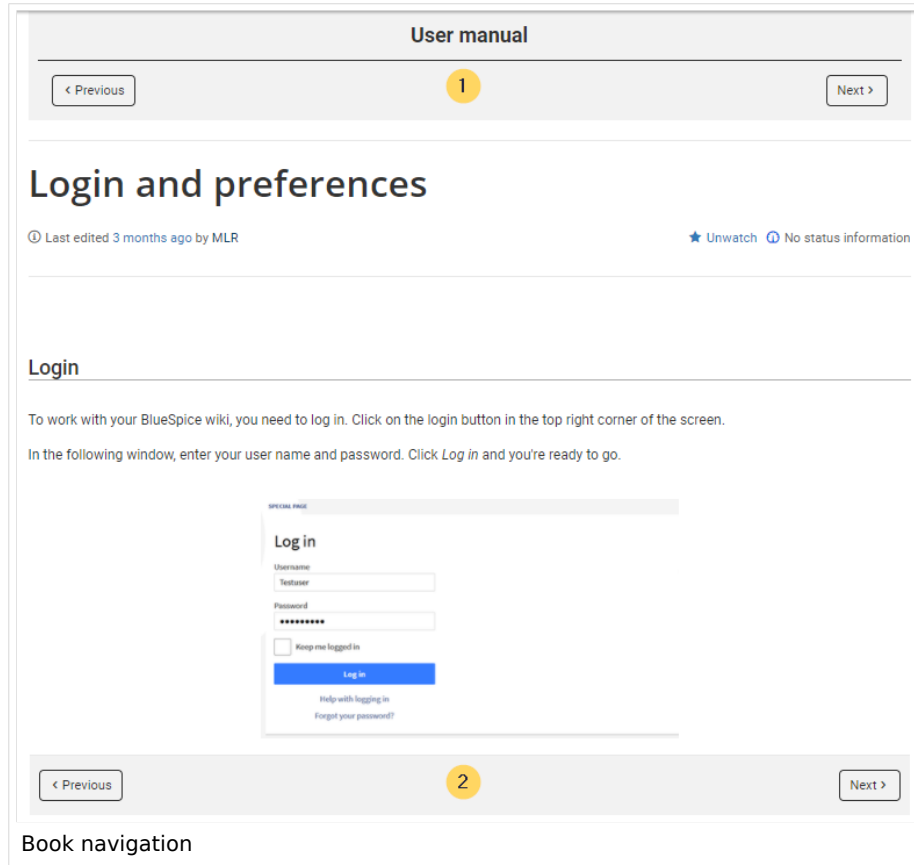 User manual
< Previous
1
Next >
Login and preferences
Last edited 3 months ago by MLR
Unwatch No status information
Login
To work with your BlueSpice wiki, you need to log in. Click on the login button in the top right corner of the screen.
In the following window, enter your user name and password. Click Log in and you're ready to go.
SPECIAL PAGE
Log in
Username
Testuser
Password
•••••••••
Keep me logged in
Log in
Help with logging in
Forgot your password?
< Previous
2
Next >
Book navigation